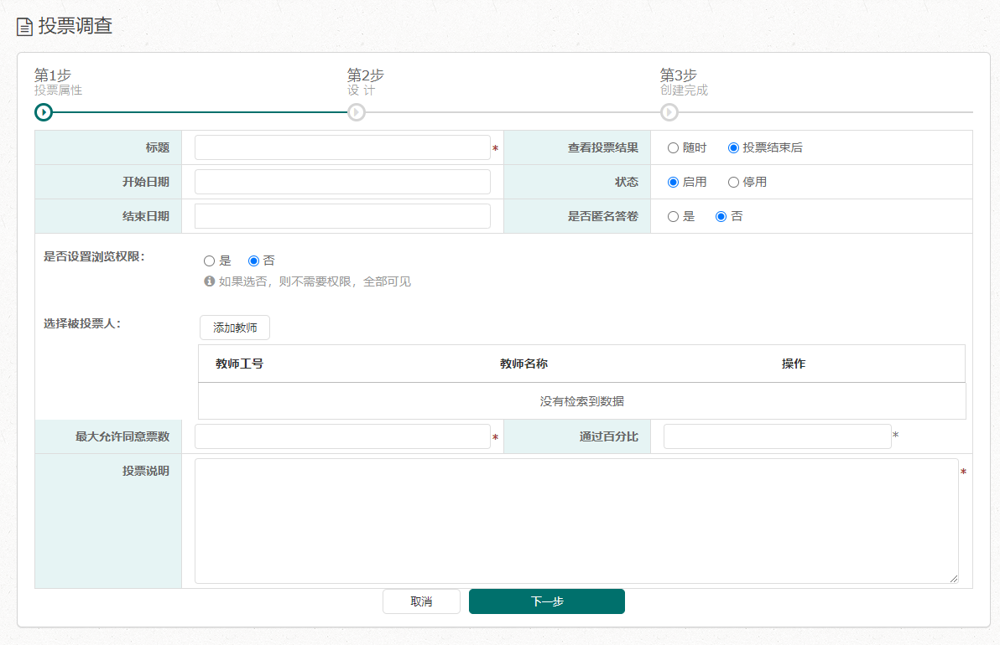 投票调查
第1步 第2步 第3步
投票属性 设 计 创建完成
标题 * 查看投票结果 随时 投票结束后
开始日期 状态 启用 停用
结束日期 是否匿名答卷 是 否
是否设置浏览权限： 是 否
如果选否，则不需要权限，全部可见
选择被投票人： 添加教师
教师工号 教师名称 操作
没有检索到数据
最大允许同意票数 * 通过百分比 *
投票说明 *
取消 下一步